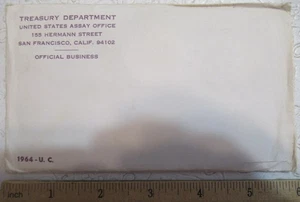 TREASURY DEPARTMENT
UNITED STATES ASSAY OFFICE
155 HERMANN STREET
SAN FRANCISCO, CALIF. 94102
OFFICIAL BUSINESS
1964 - U. C.
inch 1 2 3 4 5